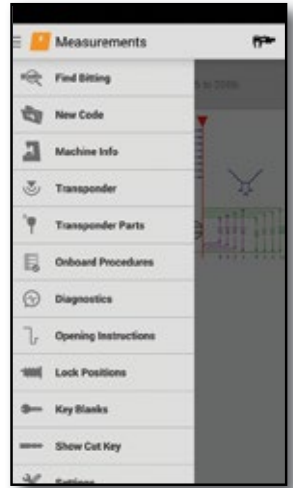 Measurements
Find Bitting
New Code
Machine Info
Transponder
Transponder Parts
Onboard Procedures
Diagnostics
Opening Instructions
Lock Positions
Key Blanks
Show Cut Key
Settings